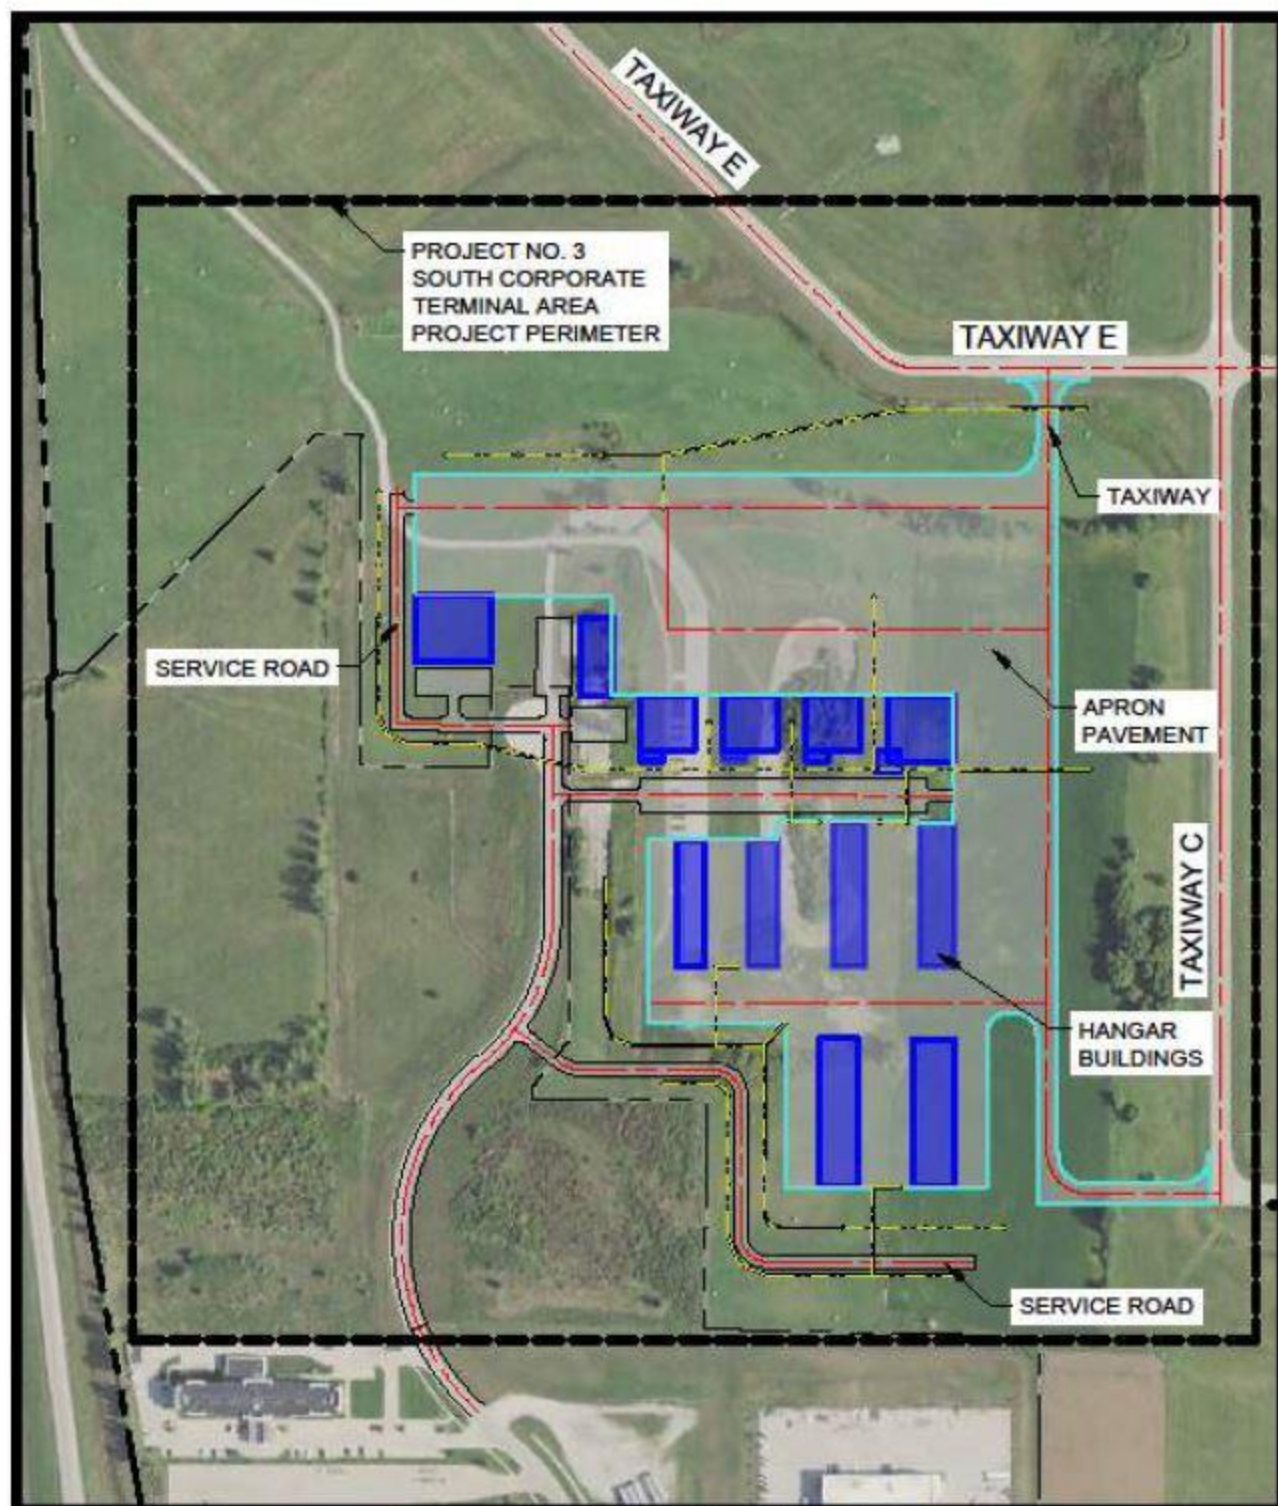 TAXIWAY E
PROJECT NO. 3
SOUTH CORPORATE
TERMINAL AREA
PROJECT PERIMETER
TAXIWAY E
TAXIWAY
SERVICE ROAD
APRON
PAVEMENT
TAXIWAY C
HANGAR
BUILDINGS
SERVICE ROAD